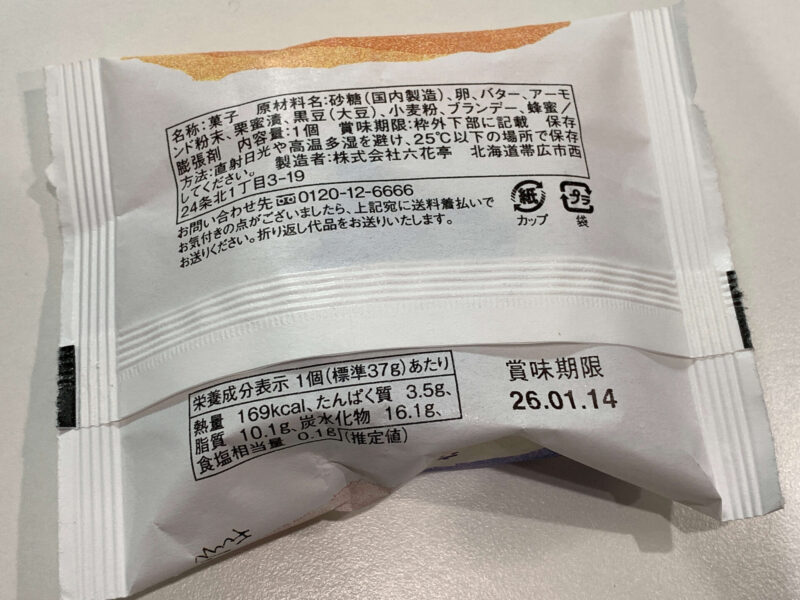 名称:菓子 原材料名:砂糖(国内製造)、卵、バター、アーモ
ンド粉末、栗蜜漬、黒豆(大豆)、小麦粉、ブランデー、蜂蜜/
膨張剤 内容量:1個 賞味期限:枠外下部に記載 保存
方法:直射日光や高温多湿を避け、25℃以下の場所で保存
してください。 製造者:株式会社六花亭 北海道帯広市西
24条北1丁目3-19
お問い合わせ先 0120-12-6666
お気付きの点がございましたら、上記宛に送料着払いで
お送りください。折り返し代品をお送りいたします。
紙
カップ
プラ
袋
栄養成分表示 1個(標準37g)あたり
熱量 169kcal、たんぱく質 3.5g、
脂質 10.1g、炭水化物 16.1g、
食塩相当量 0.1g (推定値)
賞味期限
26.01.14